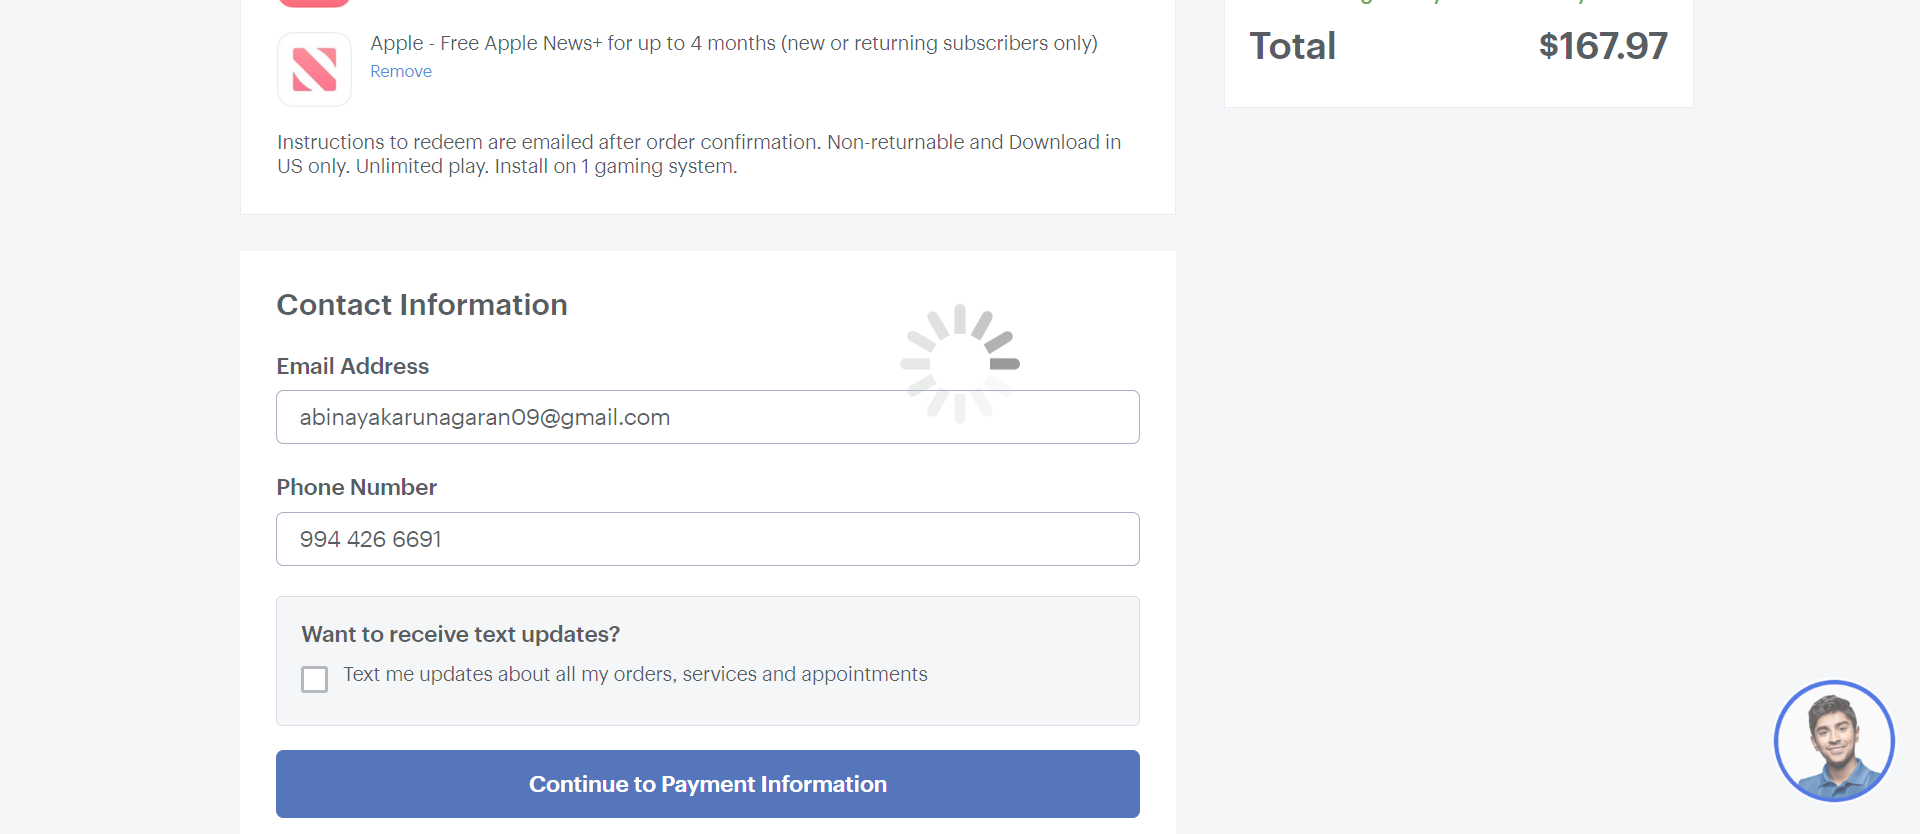 Apple - Free Apple News+ for up to 4 months (new or returning subscribers only)
Remove
Instructions to redeem are emailed after order confirmation. Non-returnable and Download in
US only. Unlimited play. Install on 1 gaming system.
Total $167.97
Contact Information
Email Address
abinayakarunagaran09@gmail.com
Phone Number
994 426 6691
Want to receive text updates?
Text me updates about all my orders, services and appointments
Continue to Payment Information